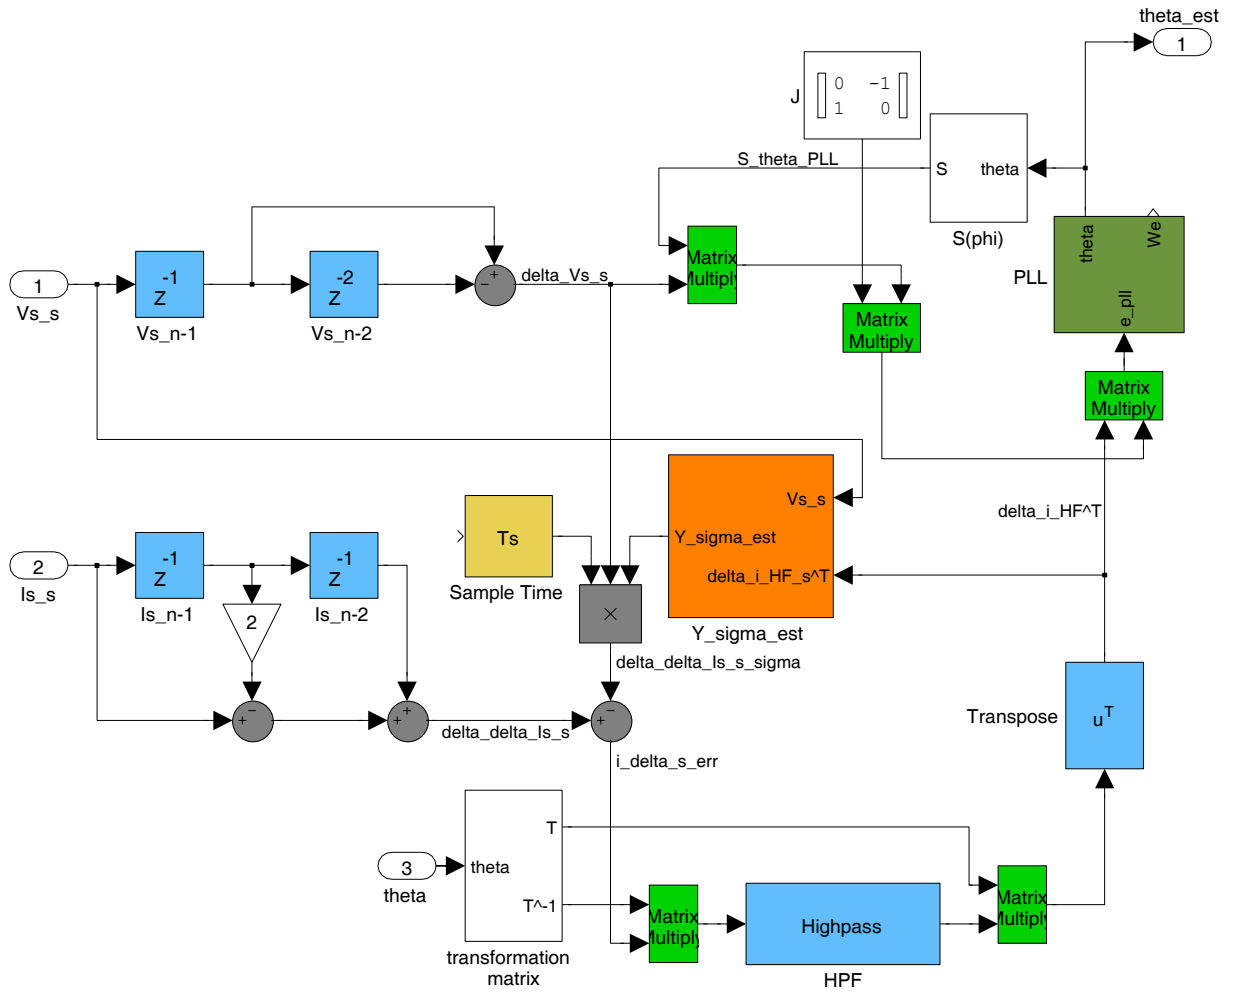 theta_est
1
J
0 -1
1 0
S_theta_PLL
S
theta
S(phi)
theta
We
PLL
e_pll
Matrix
Multiply
1
Vs_s
-1
Z
Vs_n-1
-2
Z
Vs_n-2
+
−
delta_Vs_s
Matrix
Multiply
Matrix
Multiply
Vs_s
Y_sigma_est
delta_i_HF_s^T
Y_sigma_est
delta_i_HF^T
Ts
Sample Time
2
Is_s
-1
Z
Is_n-1
-1
Z
Is_n-2
2
×
delta_delta_Is_s_sigma
+
−
+
+
delta_delta_Is_s
+
−
i_delta_s_err
Transpose
u^T
3
theta
theta
T
T^-1
transformation
matrix
Matrix
Multiply
Highpass
HPF
Matrix
Multiply